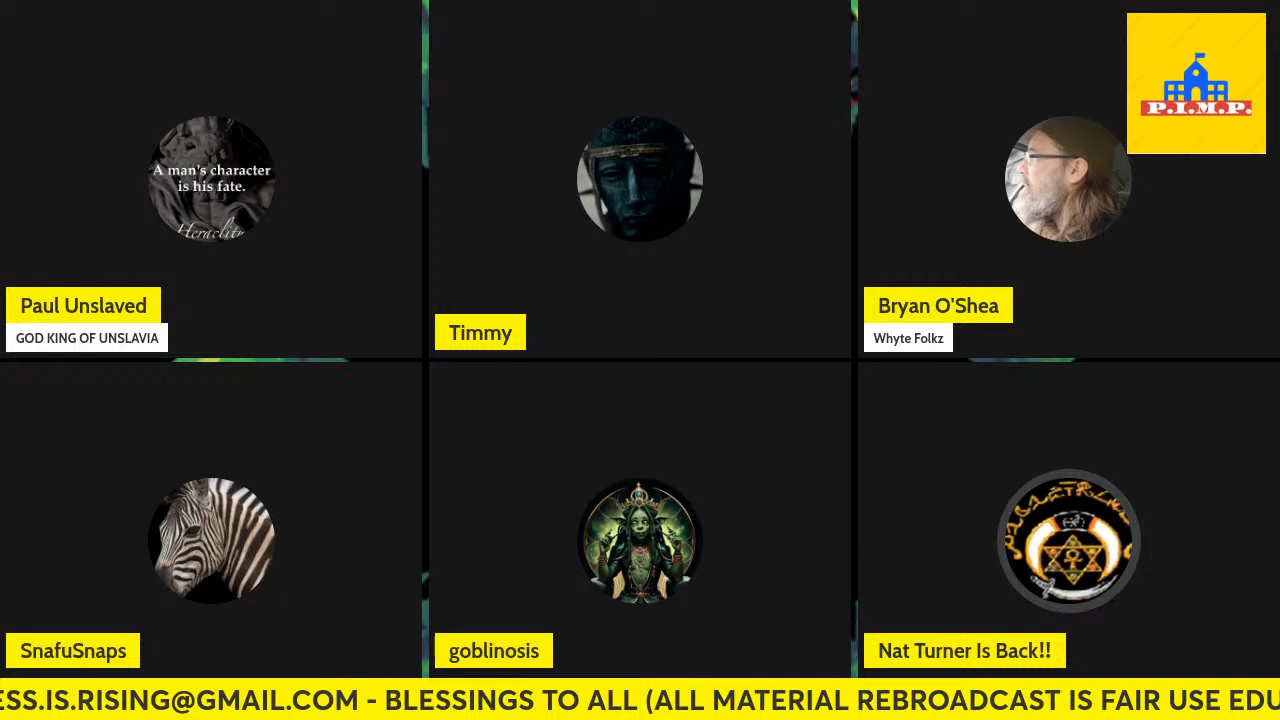 A man's character
is his fate.
Heraclitu
Paul Unslaved
GOD KING OF UNSLAVIA
Timmy
P.I.M.P.
Bryan O'Shea
Whyte Folkz
SnafuSnaps
goblinosis
Nat Turner Is Back!!
ESS.IS.RISING@GMAIL.COM - BLESSINGS TO ALL (ALL MATERIAL REBROADCAST IS FAIR USE EDU